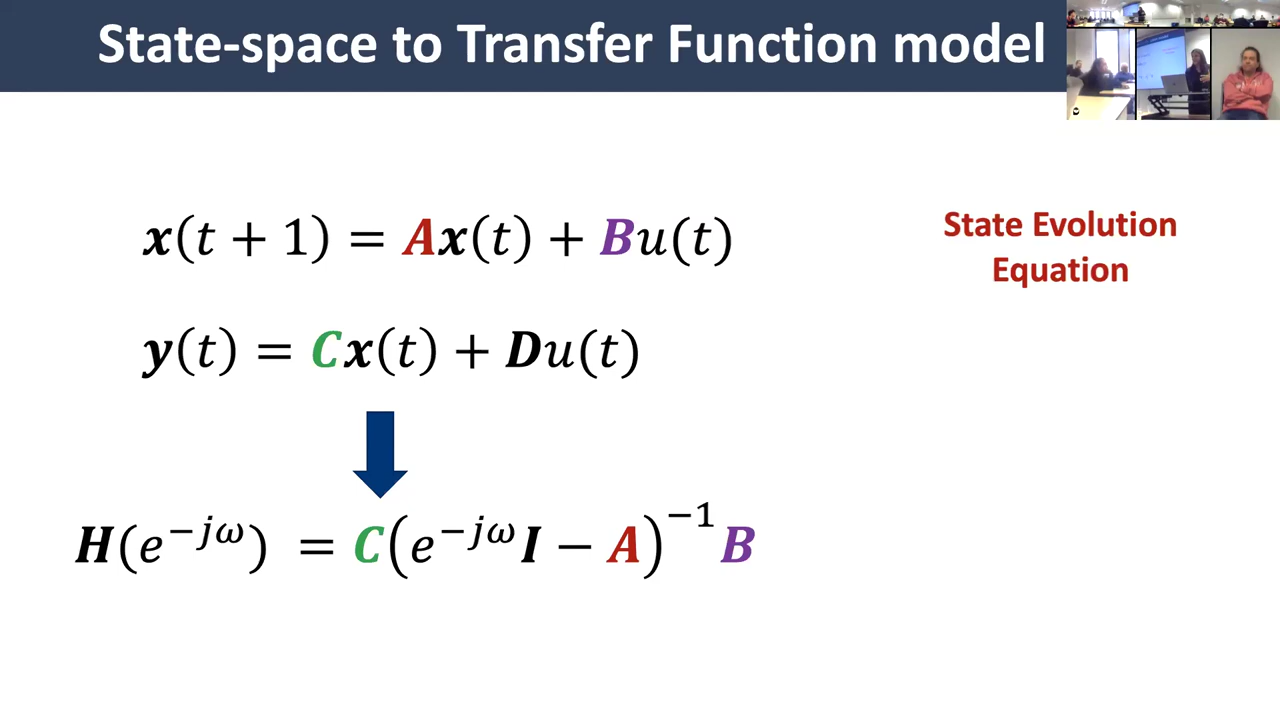 State-space to Transfer Function model
x(t + 1) = Ax(t) + Bu(t)
State Evolution
Equation
y(t) = Cx(t) + Du(t)
H(e^{-jω}) = C(e^{-jω}I − A)^{-1}B